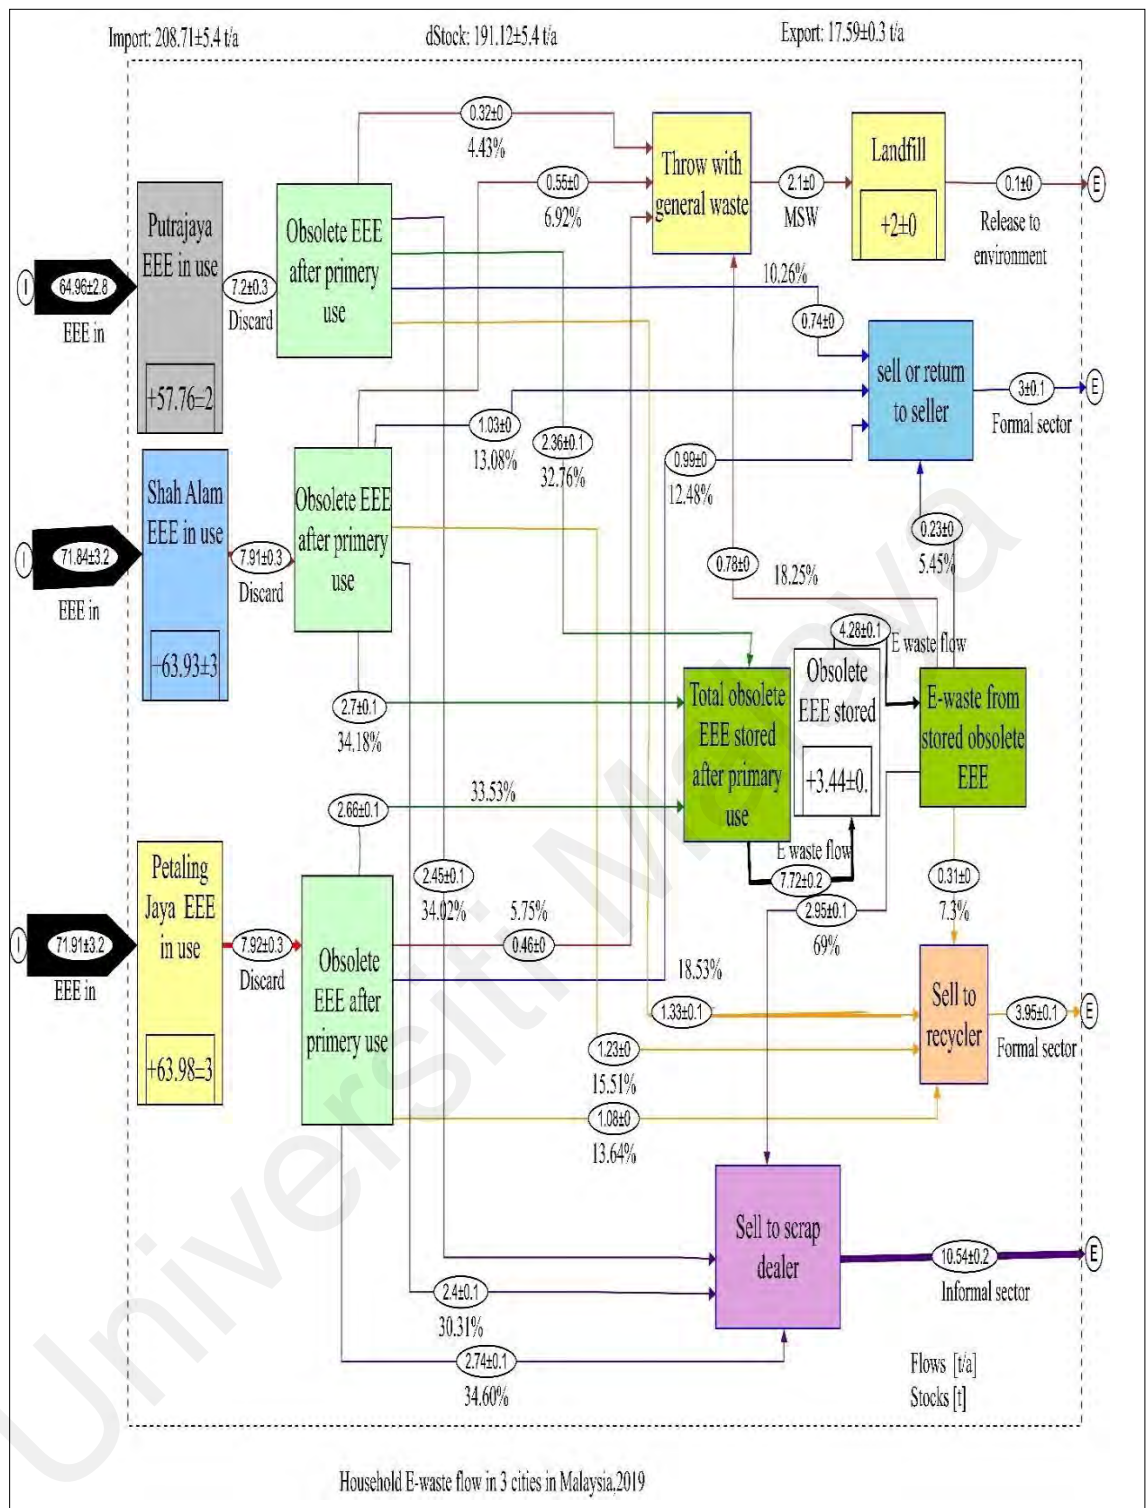 Import: 208.71±5.4 t/a
dStock: 191.12±5.4 t/a
Export: 17.59±0.3 t/a
0.32±0
4.43%
0.55±0
6.92%
Throw with
general waste
2.1±0
MSW
Landfill
+2±0
0.1±0
Release to
environment
E
I
64.96±2.8
EEE in
Putrajaya
EEE in use
+57.76±2
7.2±0.3
Discard
Obsolete EEE
after primery
use
10.26%
0.74±0
sell or return
to seller
3±0.1
Formal sector
E
1.03±0
13.08%
2.36±0.1
32.76%
0.99±0
12.48%
I
71.84±3.2
EEE in
Shah Alam
EEE in use
+63.93±3
7.91±0.3
Discard
Obsolete EEE
after primery
use
0.78±0
18.25%
0.23±0
5.45%
4.28±0.1
E waste flow
2.7±0.1
34.18%
Total obsolete
EEE stored
after primary
use
Obsolete
EEE stored
+3.44±0.
E-waste from
stored obsolete
EEE
2.66±0.1
33.53%
E waste flow
7.72±0.2
2.95±0.1
69%
0.31±0
7.3%
I
71.91±3.2
EEE in
Petaling
Jaya EEE
in use
+63.98±3
7.92±0.3
Discard
Obsolete
EEE after
primery use
2.45±0.1
34.02%
5.75%
0.46±0
18.53%
1.33±0.1
1.23±0
15.51%
1.08±0
13.64%
Sell to
recycler
3.95±0.1
Formal sector
E
Sell to scrap
dealer
10.54±0.2
Informal sector
E
2.4±0.1
30.31%
2.74±0.1
34.60%
Flows [t/a]
Stocks [t]
Household E-waste flow in 3 cities in Malaysia,2019
Universiti Malaya